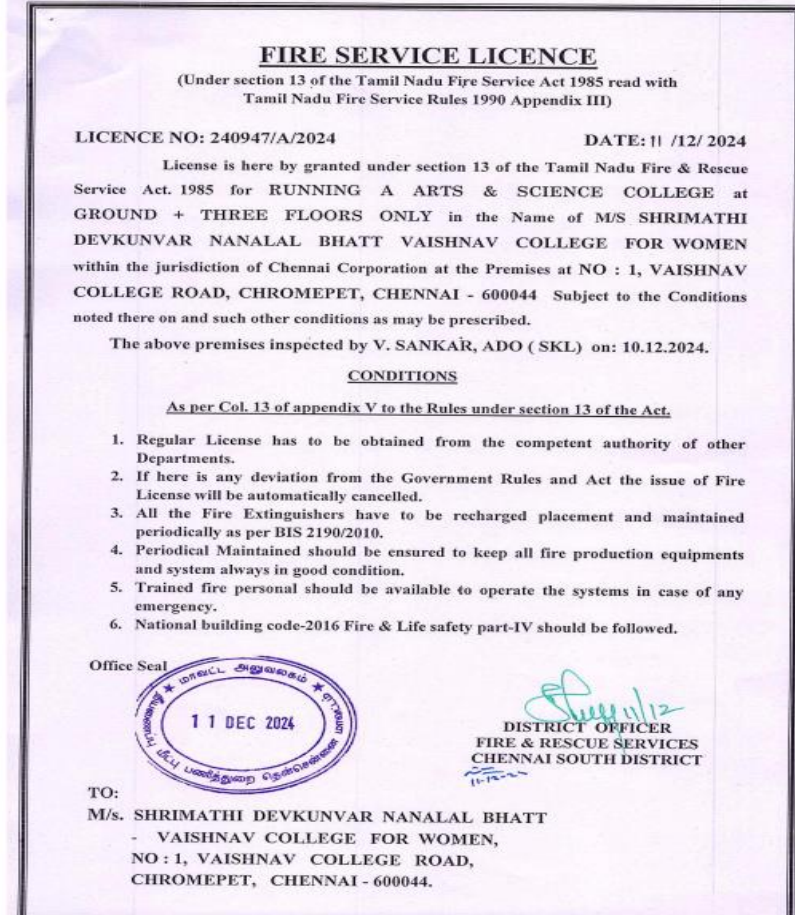 FIRE SERVICE LICENCE
(Under section 13 of the Tamil Nadu Fire Service Act 1985 read with
Tamil Nadu Fire Service Rules 1990 Appendix III)
LICENCE NO: 240947/A/2024 DATE: 11 /12/ 2024
License is here by granted under section 13 of the Tamil Nadu Fire & Rescue
Service Act. 1985 for RUNNING A ARTS & SCIENCE COLLEGE at
GROUND + THREE FLOORS ONLY in the Name of M/S SHRIMATHI
DEVKUNVAR NANALAL BHATT VAISHNAV COLLEGE FOR WOMEN
within the jurisdiction of Chennai Corporation at the Premises at NO : 1, VAISHNAV
COLLEGE ROAD, CHROMEPET, CHENNAI - 600044 Subject to the Conditions
noted there on and such other conditions as may be prescribed.
The above premises inspected by V. SANKAR, ADO ( SKL) on: 10.12.2024.
CONDITIONS
As per Col. 13 of appendix V to the Rules under section 13 of the Act.
1. Regular License has to be obtained from the competent authority of other
Departments.
2. If here is any deviation from the Government Rules and Act the issue of Fire
License will be automatically cancelled.
3. All the Fire Extinguishers have to be recharged placement and maintained
periodically as per BIS 2190/2010.
4. Periodical Maintained should be ensured to keep all fire production equipments
and system always in good condition.
5. Trained fire personal should be available to operate the systems in case of any
emergency.
6. National building code-2016 Fire & Life safety part-IV should be followed.
Office Seal
மாவட்ட அலுவலகம்
11 DEC 2024
மீட்பு பணித்துறை தென்சென்னை
11/12
DISTRICT OFFICER
FIRE & RESCUE SERVICES
CHENNAI SOUTH DISTRICT
TO:
M/s. SHRIMATHI DEVKUNVAR NANALAL BHATT
- VAISHNAV COLLEGE FOR WOMEN,
NO : 1, VAISHNAV COLLEGE ROAD,
CHROMEPET, CHENNAI - 600044.